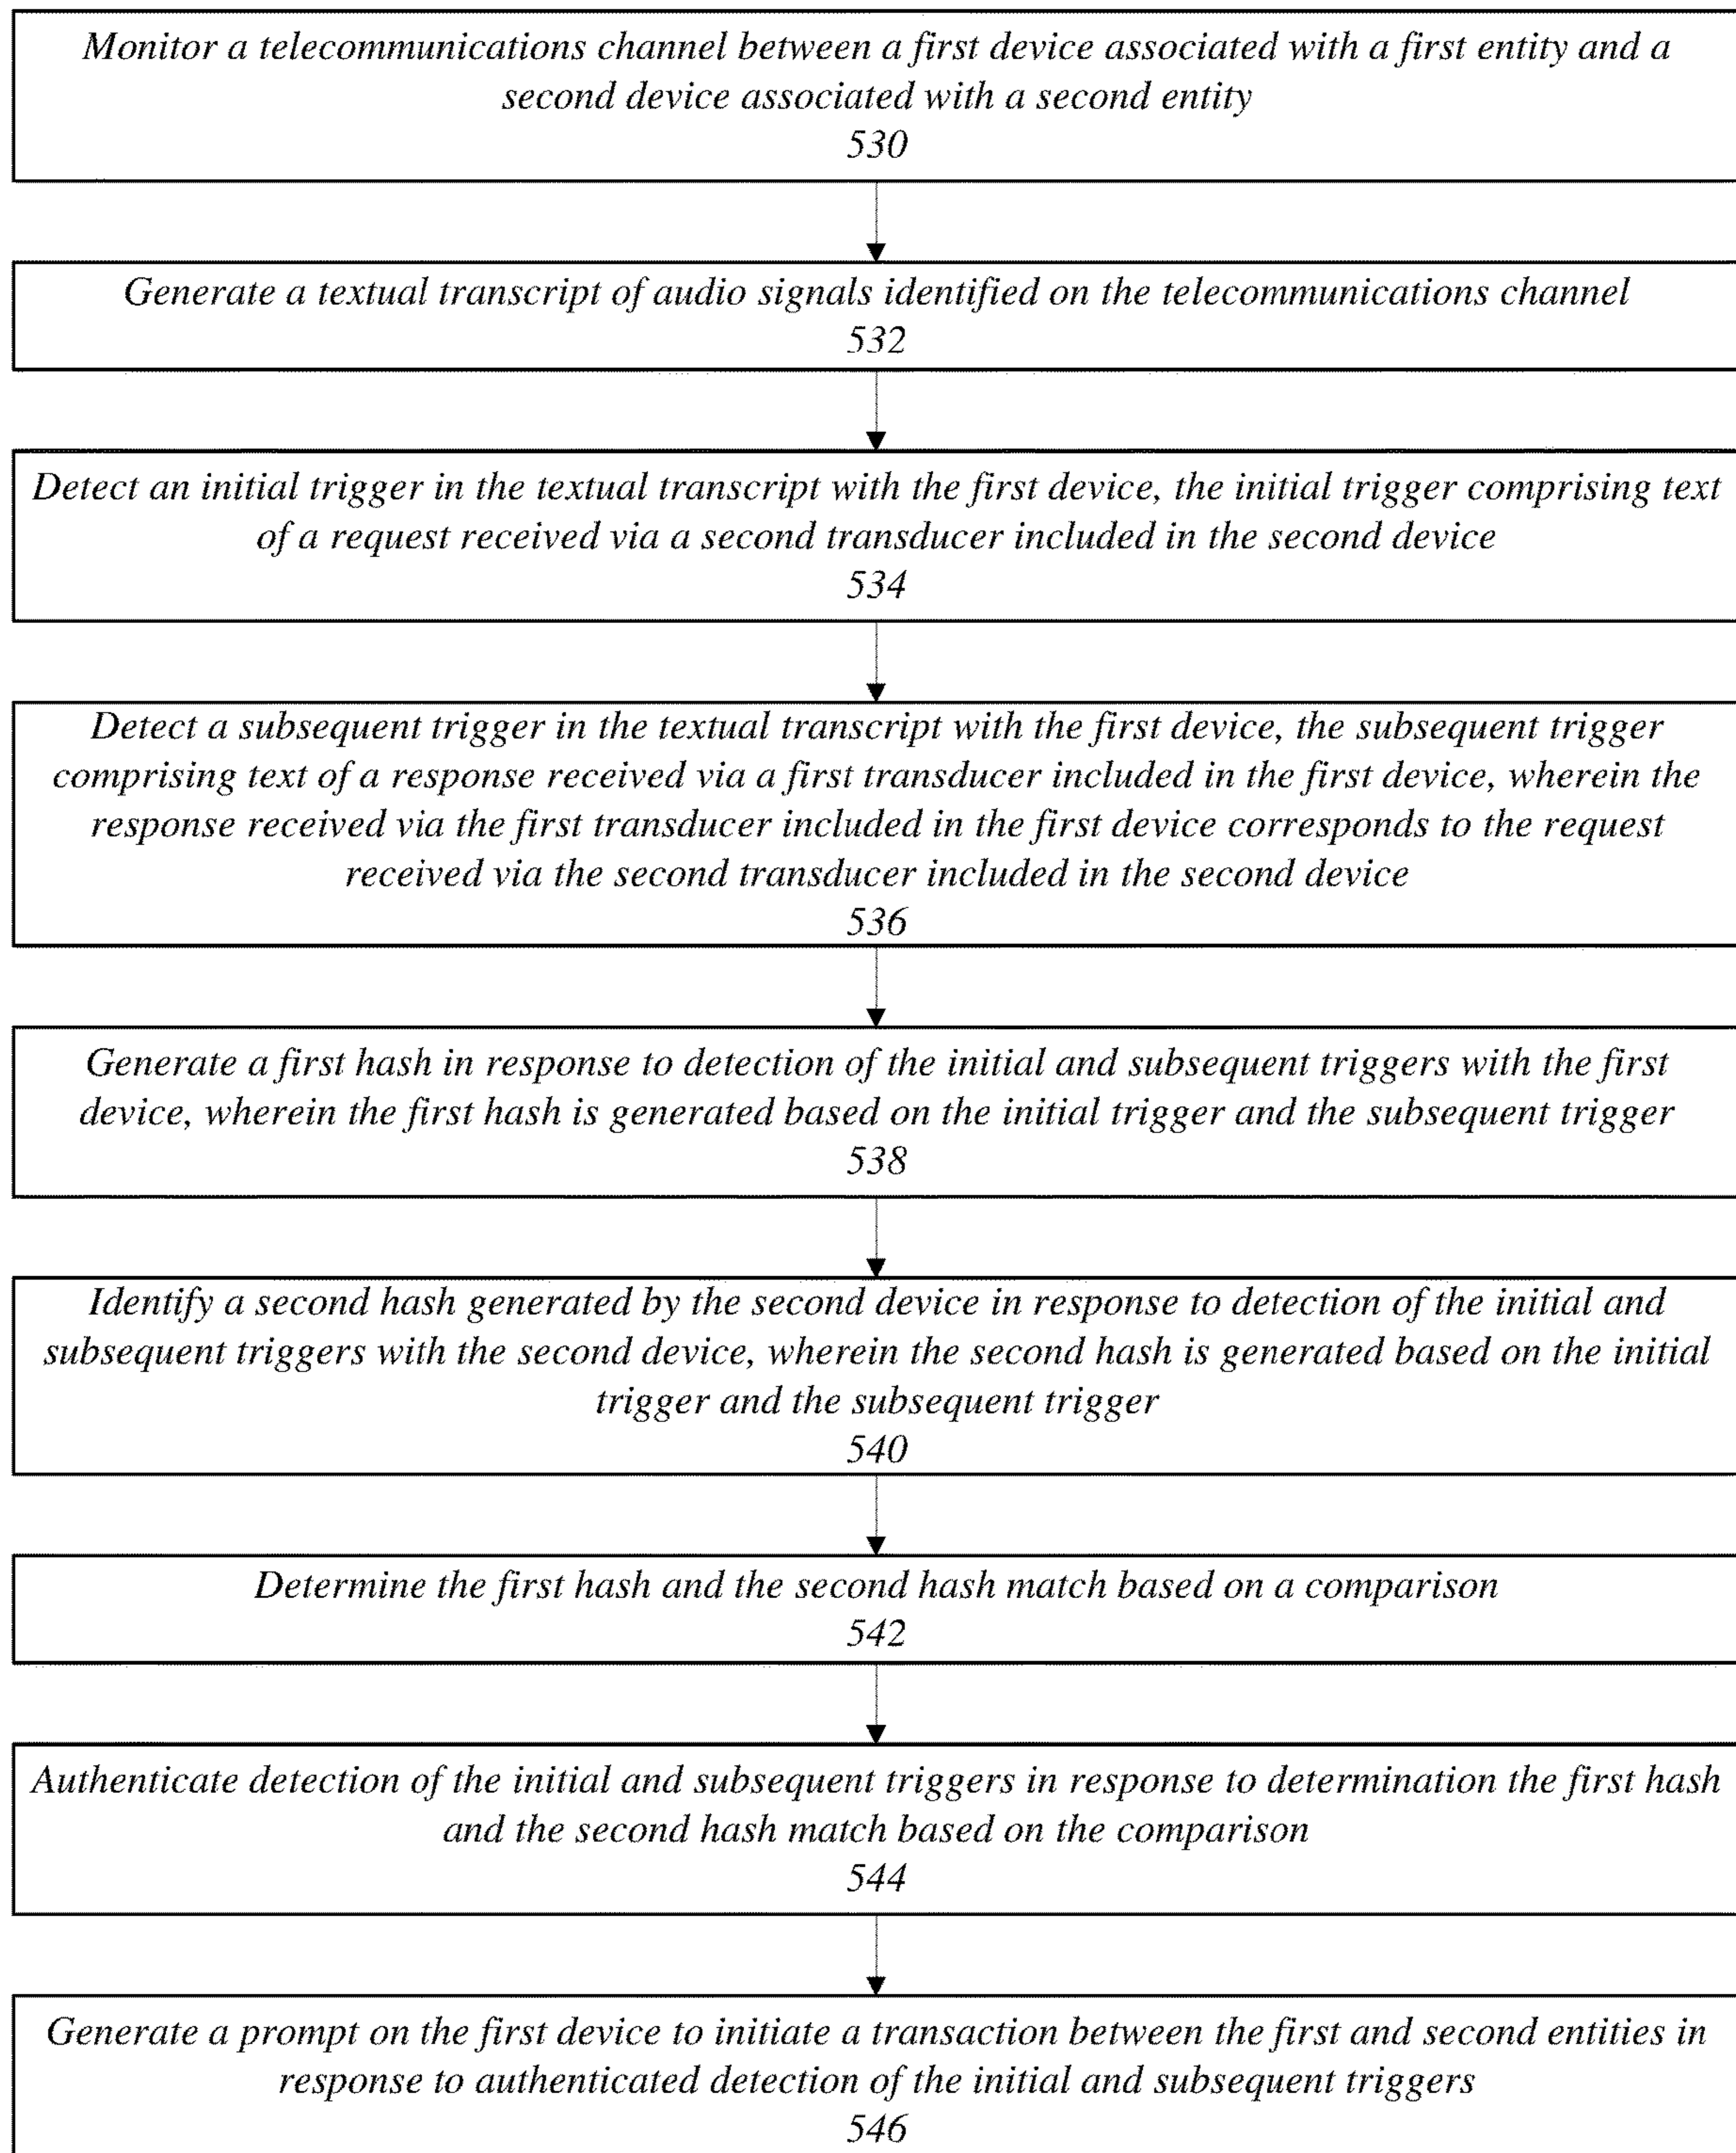 Monitor a telecommunications channel between a first device associated with a first entity and a
second device associated with a second entity
530
Generate a textual transcript of audio signals identified on the telecommunications channel
532
Detect an initial trigger in the textual transcript with the first device, the initial trigger comprising text
of a request received via a second transducer included in the second device
534
Detect a subsequent trigger in the textual transcript with the first device, the subsequent trigger
comprising text of a response received via a first transducer included in the first device, wherein the
response received via the first transducer included in the first device corresponds to the request
received via the second transducer included in the second device
536
Generate a first hash in response to detection of the initial and subsequent triggers with the first
device, wherein the first hash is generated based on the initial trigger and the subsequent trigger
538
Identify a second hash generated by the second device in response to detection of the initial and
subsequent triggers with the second device, wherein the second hash is generated based on the initial
trigger and the subsequent trigger
540
Determine the first hash and the second hash match based on a comparison
542
Authenticate detection of the initial and subsequent triggers in response to determination the first hash
and the second hash match based on the comparison
544
Generate a prompt on the first device to initiate a transaction between the first and second entities in
response to authenticated detection of the initial and subsequent triggers
546